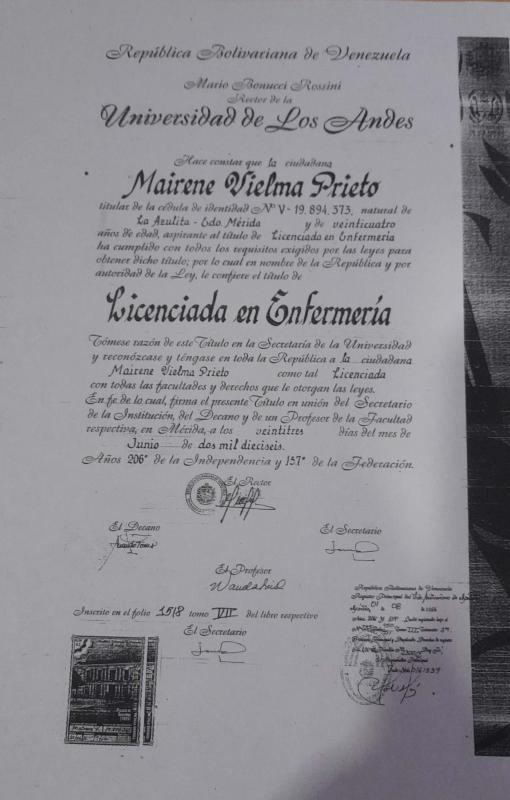 República Bolivariana de Venezuela
Mario Bonucci Rossini
Rector de la
Universidad de Los Andes
Hace constar que la ciudadana
Mairene Vielma Prieto
titular de la cédula de identidad Nº V - 19.894.373, natural de
La Azulita - Edo. Mérida y de veinticuatro
años de edad, aspirante al título de Licenciado en Enfermería
ha cumplido con todos los requisitos exigidos por las leyes para
obtener dicho título; por lo cual en nombre de la República y por
autoridad de la Ley, le confiere el título de
Licenciada en Enfermería
Tómese razón de este Título en la Secretaría de la Universidad
y reconózcase y téngase en toda la República a la ciudadana
Mairene Vielma Prieto como tal Licenciada
con todas las facultades y derechos que le otorgan las leyes.
En fe de lo cual, firma el presente Título en unión del Secretario
de la Institución, del Decano y de un Profesor de la Facultad
respectiva, en Mérida, a los veintitres días del mes de
Junio de dos mil dieciseis.
Años 206º de la Independencia y 157º de la Federación.
El Rector
El Decano El Secretario
El Profesor
República Bolivariana de Venezuela
Registro Principal del
Inscrito en el folio 158 tomo VII del libro respectivo
El Secretario